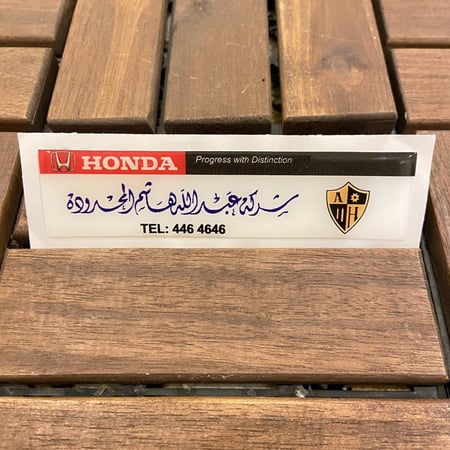 HONDA Progress with Distinction
شركة عبدالله هاشم المحدودة
TEL: 446 4646
A H